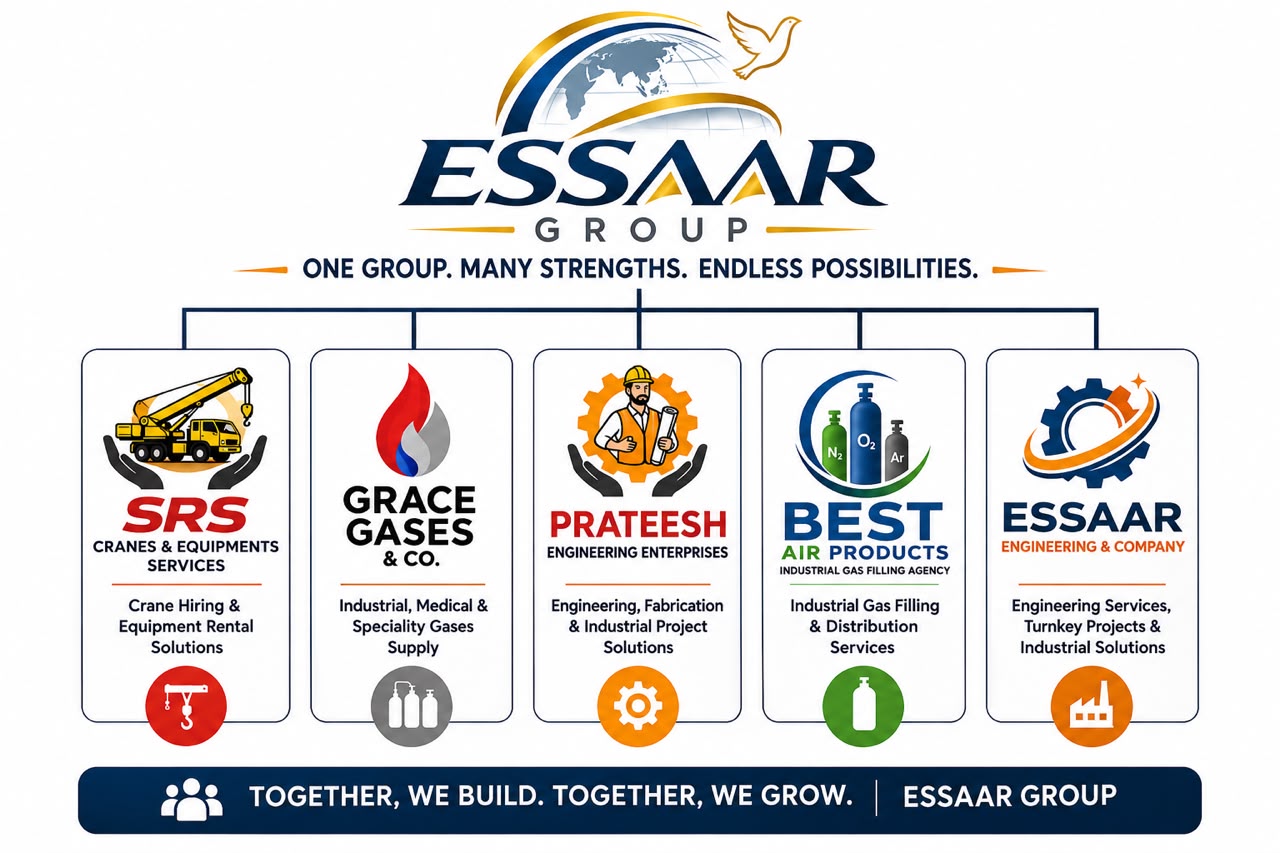 ESSAAR
GROUP
ONE GROUP. MANY STRENGTHS. ENDLESS POSSIBILITIES.
SRS
CRANES & EQUIPMENTS
SERVICES
Crane Hiring &
Equipment Rental
Solutions
GRACE
GASES
& CO.
Industrial, Medical &
Speciality Gases
Supply
PRATEESH
ENGINEERING ENTERPRISES
Engineering, Fabrication
& Industrial Project
Solutions
N₂
O₂
Ar
BEST
AIR PRODUCTS
INDUSTRIAL GAS FILLING AGENCY
Industrial Gas Filling
& Distribution
Services
ESSAAR
ENGINEERING & COMPANY
Engineering Services,
Turnkey Projects &
Industrial Solutions
TOGETHER, WE BUILD. TOGETHER, WE GROW. | ESSAAR GROUP